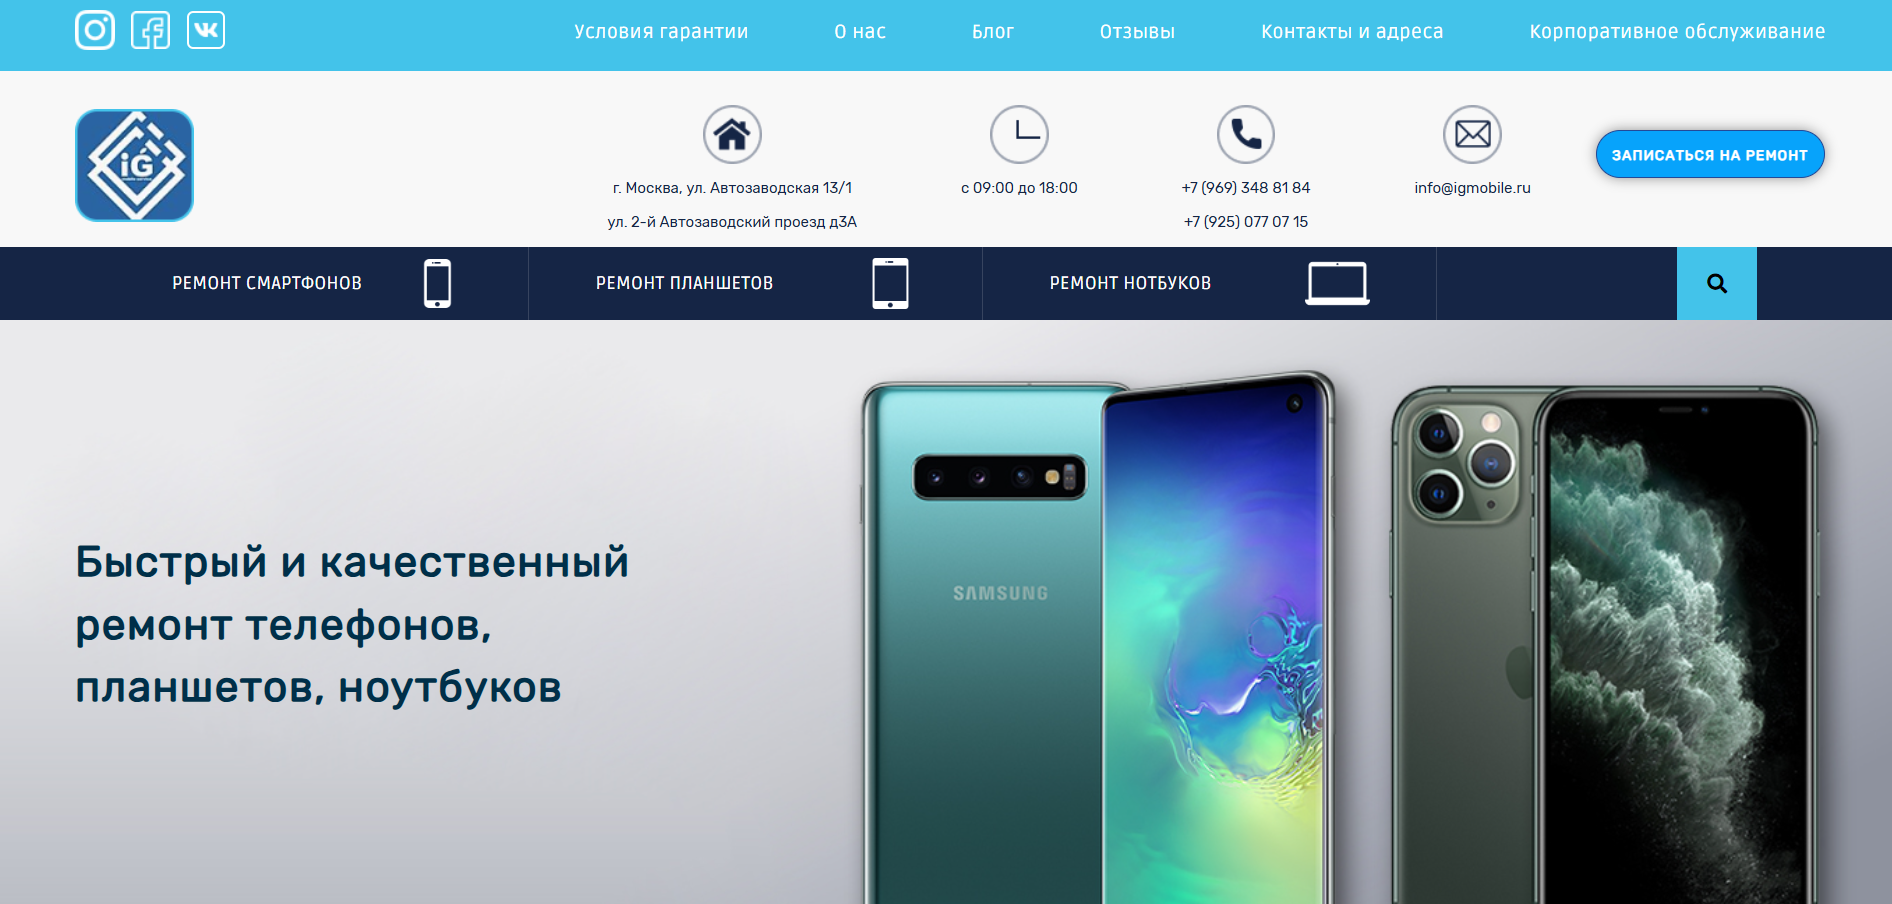 Условия гарантии
О нас
Блог
Отзывы
Контакты и адреса
Корпоративное обслуживание
iG
г. Москва, ул. Автозаводская 13/1
ул. 2-й Автозаводский проезд д3А
с 09:00 до 18:00
+7 (969) 348 81 84
+7 (925) 077 07 15
info@igmobile.ru
ЗАПИСАТЬСЯ НА РЕМОНТ
РЕМОНТ СМАРТФОНОВ
РЕМОНТ ПЛАНШЕТОВ
РЕМОНТ НОТБУКОВ
Быстрый и качественный
ремонт телефонов,
планшетов, ноутбуков
SAMSUNG